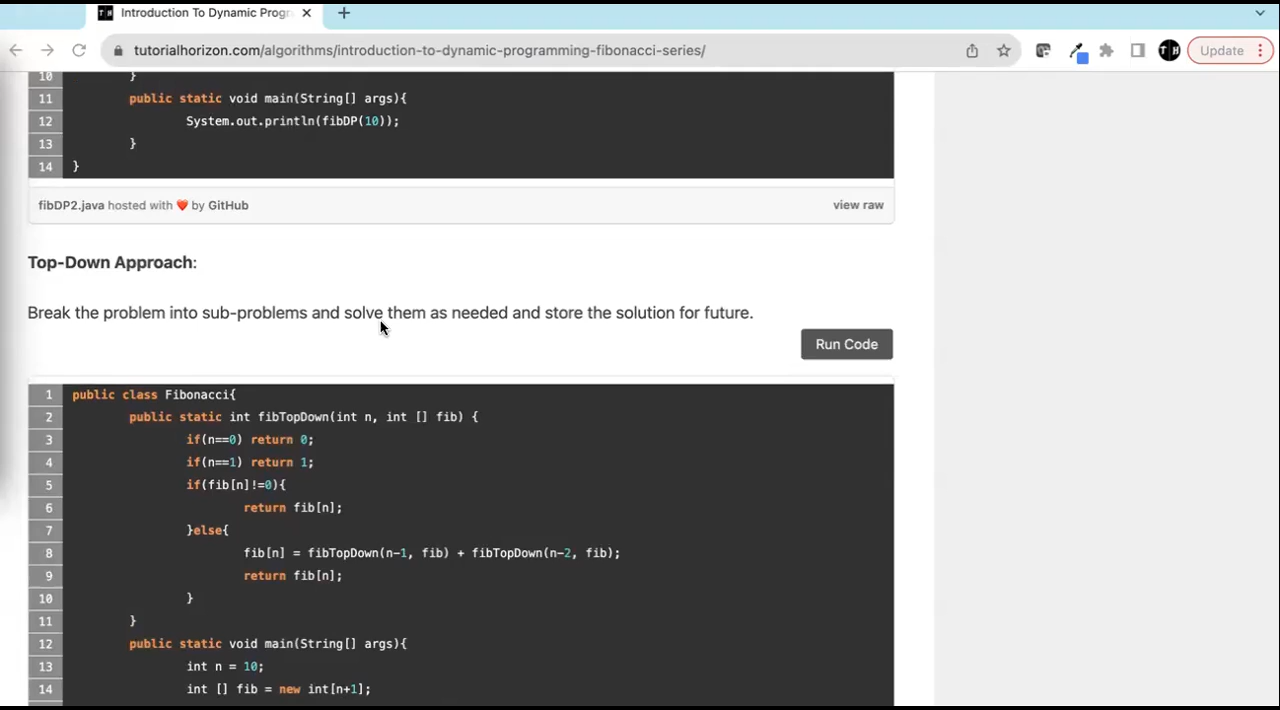 Introduction To Dynamic Prog
tutorialhorizon.com/algorithms/introduction-to-dynamic-programming-fibonacci-series/
Update
10 }
11 public static void main(String[] args){
12 System.out.println(fibDP(10));
13 }
14 }
fibDP2.java hosted with ❤ by GitHub view raw
Top-Down Approach:
Break the problem into sub-problems and solve them as needed and store the solution for future.
Run Code
1 public class Fibonacci{
2 public static int fibTopDown(int n, int [] fib) {
3 if(n==0) return 0;
4 if(n==1) return 1;
5 if(fib[n]!=0){
6 return fib[n];
7 }else{
8 fib[n] = fibTopDown(n-1, fib) + fibTopDown(n-2, fib);
9 return fib[n];
10 }
11 }
12 public static void main(String[] args){
13 int n = 10;
14 int [] fib = new int[n+1];